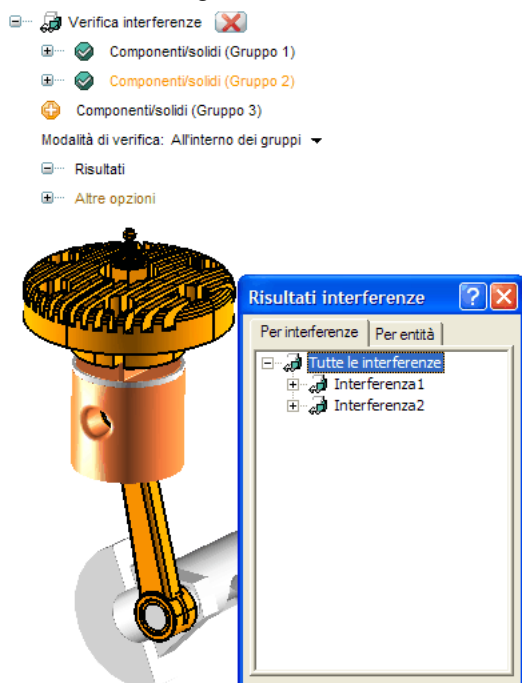 Verifica interferenze
Componenti/solidi (Gruppo 1)
Componenti/solidi (Gruppo 2)
Componenti/solidi (Gruppo 3)
Modalità di verifica: All'interno dei gruppi
Risultati
Altre opzioni
Risultati interferenze
Per interferenze Per entità
Tutte le interferenze
Interferenza1
Interferenza2